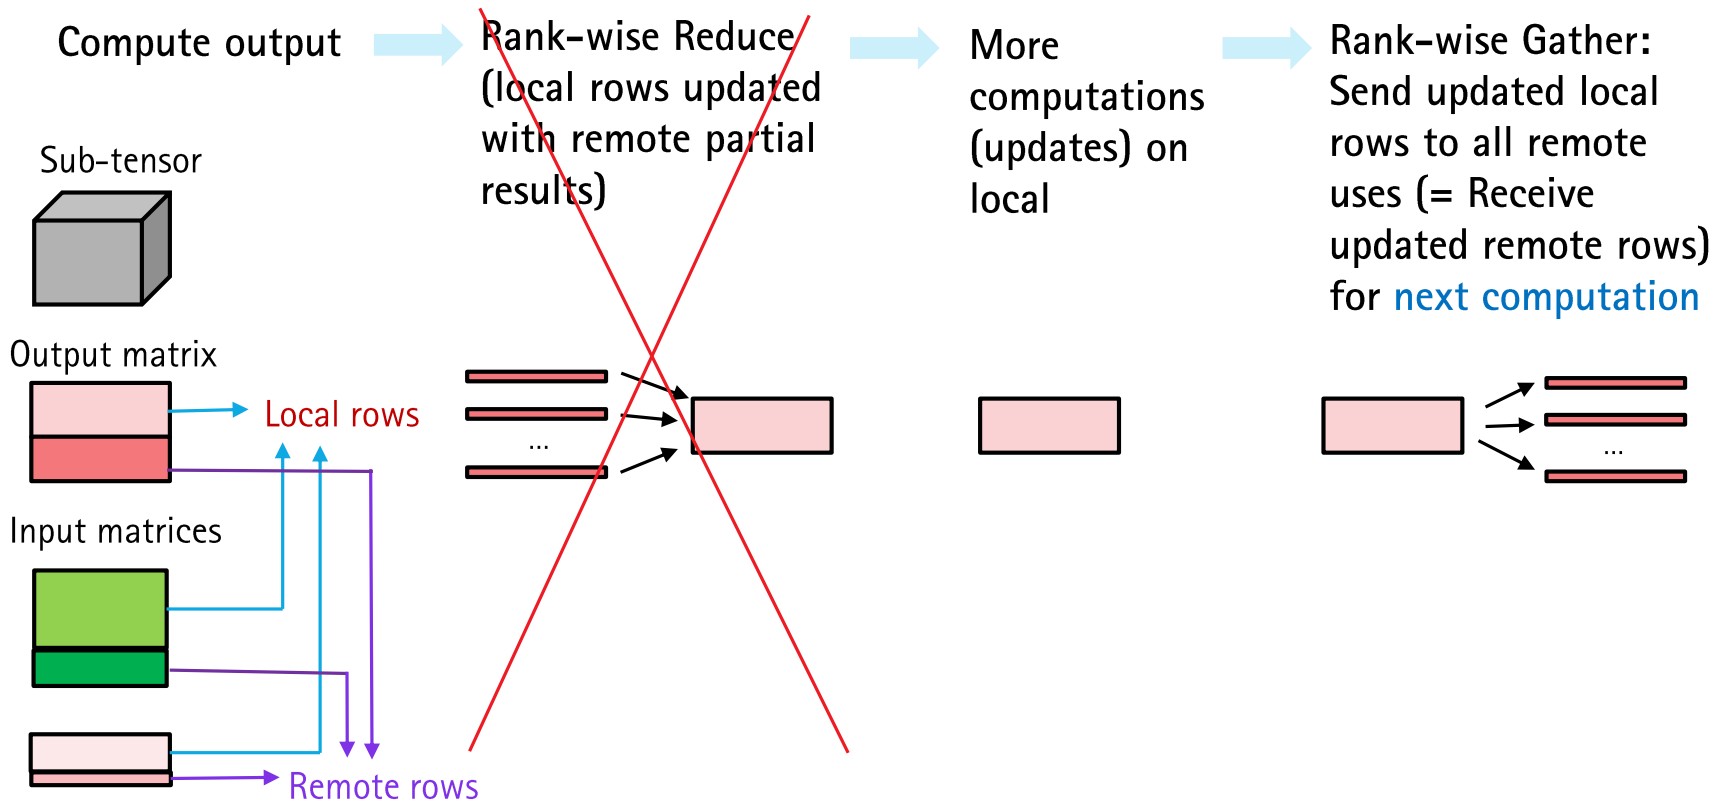 Compute output
Rank-wise Reduce
(local rows updated
with remote partial
results)
More
computations
(updates) on
local
Rank-wise Gather:
Send updated local
rows to all remote
uses (= Receive
updated remote rows)
for next computation
Sub-tensor
Output matrix
Local rows
...
...
Input matrices
Remote rows